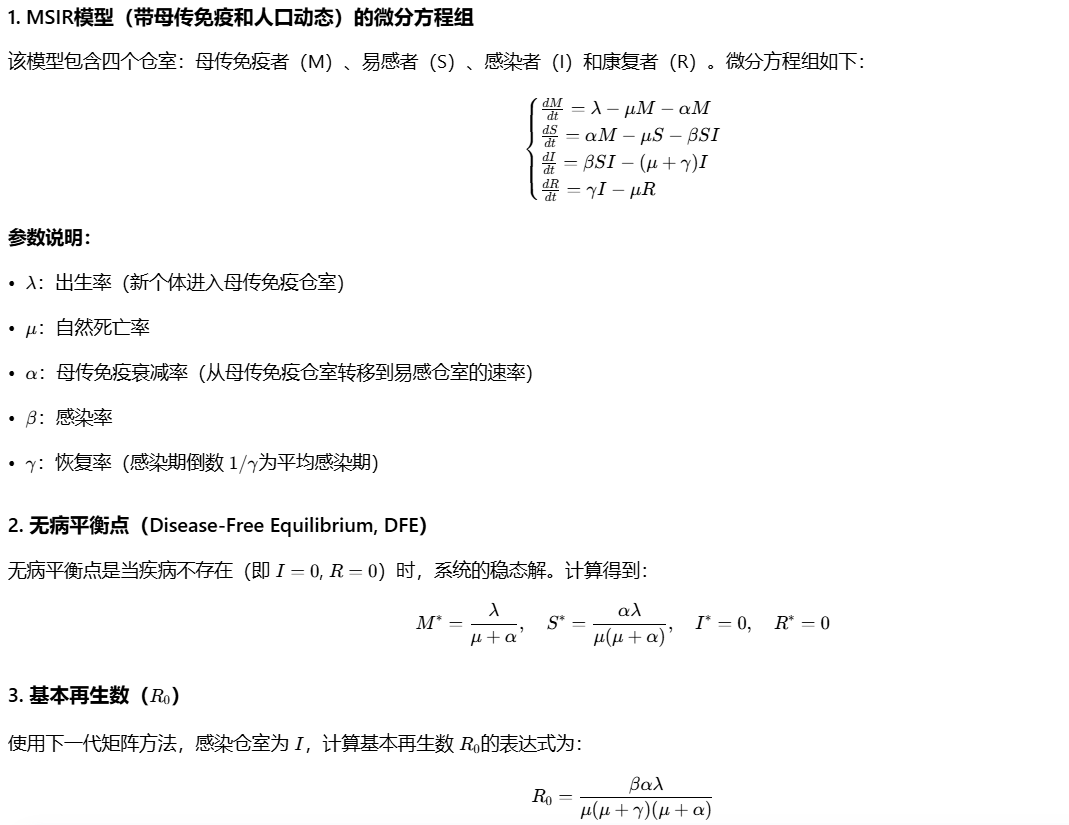 1. MSIR模型（带母传免疫和人口动态）的微分方程组
该模型包含四个仓室：母传免疫者（M）、易感者（S）、感染者（I）和康复者（R）。微分方程组如下：
dM/dt = λ − μM − αM
dS/dt = αM − μS − βSI
dI/dt = βSI − (μ + γ)I
dR/dt = γI − μR
参数说明：
• λ：出生率（新个体进入母传免疫仓室）
• μ：自然死亡率
• α：母传免疫衰减率（从母传免疫仓室转移到易感仓室的速率）
• β：感染率
• γ：恢复率（感染期倒数 1/γ为平均感染期）
2. 无病平衡点（Disease-Free Equilibrium, DFE）
无病平衡点是当疾病不存在（即 I = 0, R = 0）时，系统的稳态解。计算得到：
M* = λ/(μ + α), S* = αλ/(μ(μ + α)), I* = 0, R* = 0
3. 基本再生数（R₀）
使用下一代矩阵方法，感染仓室为 I，计算基本再生数 R₀的表达式为：
R₀ = βαλ/(μ(μ + γ)(μ + α))